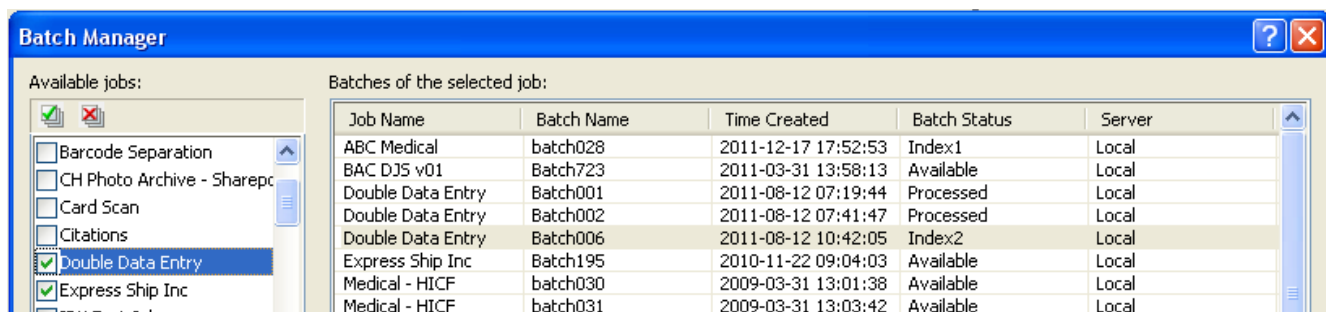 Batch Manager
Available jobs:
Batches of the selected job:
Barcode Separation
CH Photo Archive - Sharepo
Card Scan
Citations
Double Data Entry
Express Ship Inc
Job Name Batch Name Time Created Batch Status Server
ABC Medical batch028 2011-12-17 17:52:53 Index1 Local
BAC DJS v01 Batch723 2011-03-31 13:58:13 Available Local
Double Data Entry Batch001 2011-08-12 07:19:44 Processed Local
Double Data Entry Batch002 2011-08-12 07:41:47 Processed Local
Double Data Entry Batch006 2011-08-12 10:42:05 Index2 Local
Express Ship Inc Batch195 2010-11-22 09:04:03 Available Local
Medical - HICF batch030 2009-03-31 13:01:38 Available Local
Medical - HICF batch031 2009-03-31 13:03:42 Available Local